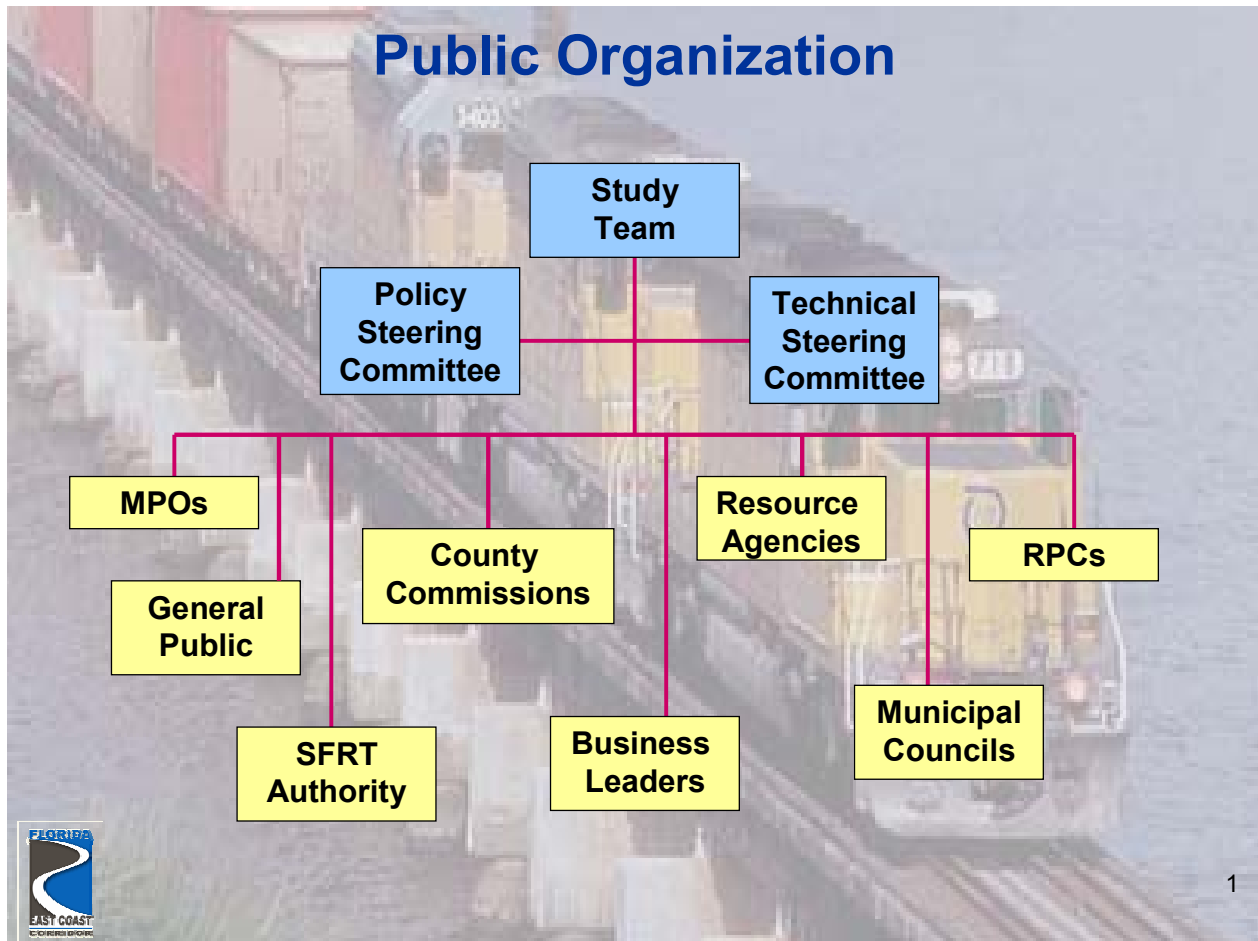 Public Organization
Study
Team
Policy
Steering
Committee
Technical
Steering
Committee
MPOs
General
Public
SFRT
Authority
County
Commissions
Business
Leaders
Resource
Agencies
Municipal
Councils
RPCs
FLORIDA
EAST COAST
CORRIDOR
1